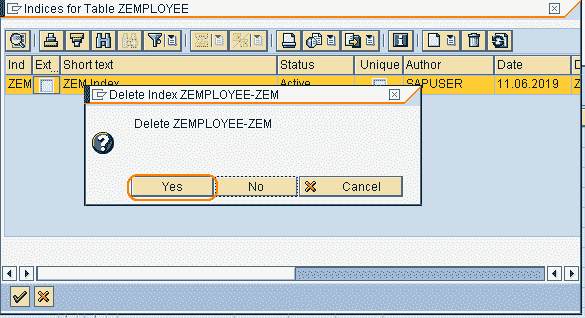 Indices for Table ZEMPLOYEE
Ind Ext... Short text Status Unique Author Date
ZEM ZEM Index Active SAPUSER 11.06.2019 Z
Delete Index ZEMPLOYEE-ZEM
Delete ZEMPLOYEE-ZEM
Yes No Cancel